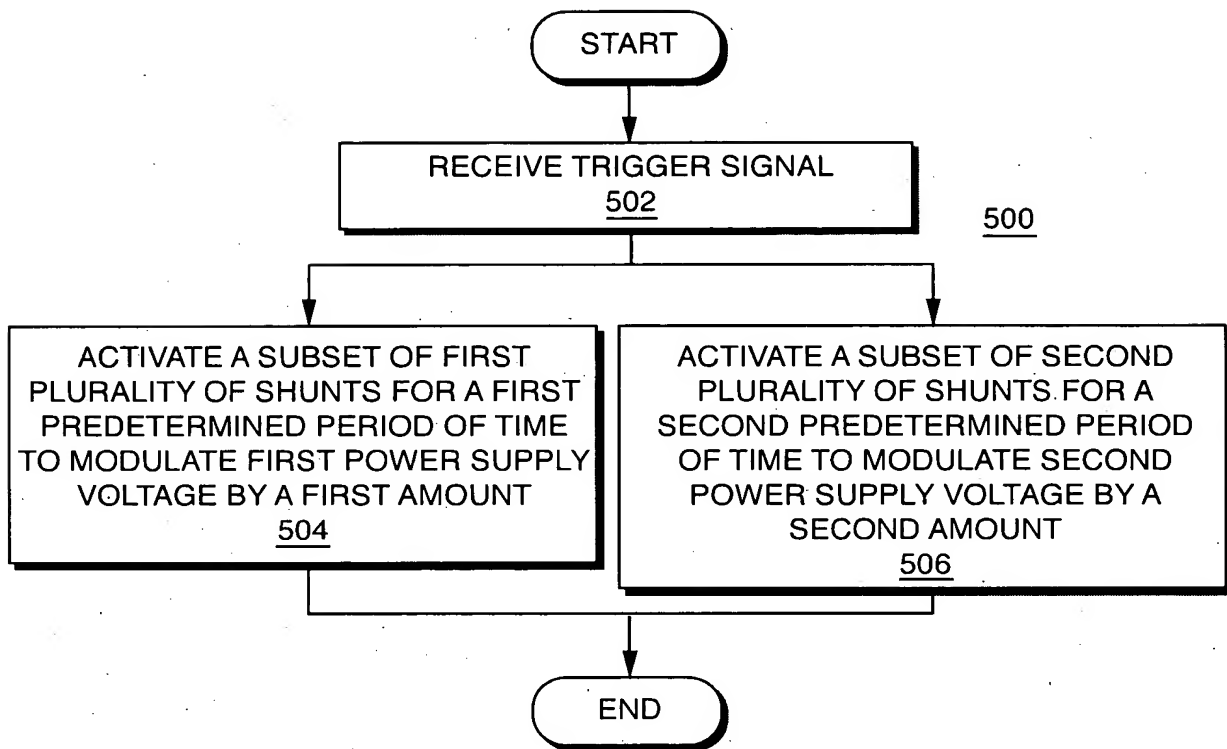 START
RECEIVE TRIGGER SIGNAL
502
500
ACTIVATE A SUBSET OF FIRST
PLURALITY OF SHUNTS FOR A FIRST
PREDETERMINED PERIOD OF TIME
TO MODULATE FIRST POWER SUPPLY
VOLTAGE BY A FIRST AMOUNT
504
ACTIVATE A SUBSET OF SECOND
PLURALITY OF SHUNTS FOR A
SECOND PREDETERMINED PERIOD
OF TIME TO MODULATE SECOND
POWER SUPPLY VOLTAGE BY A
SECOND AMOUNT
506
END